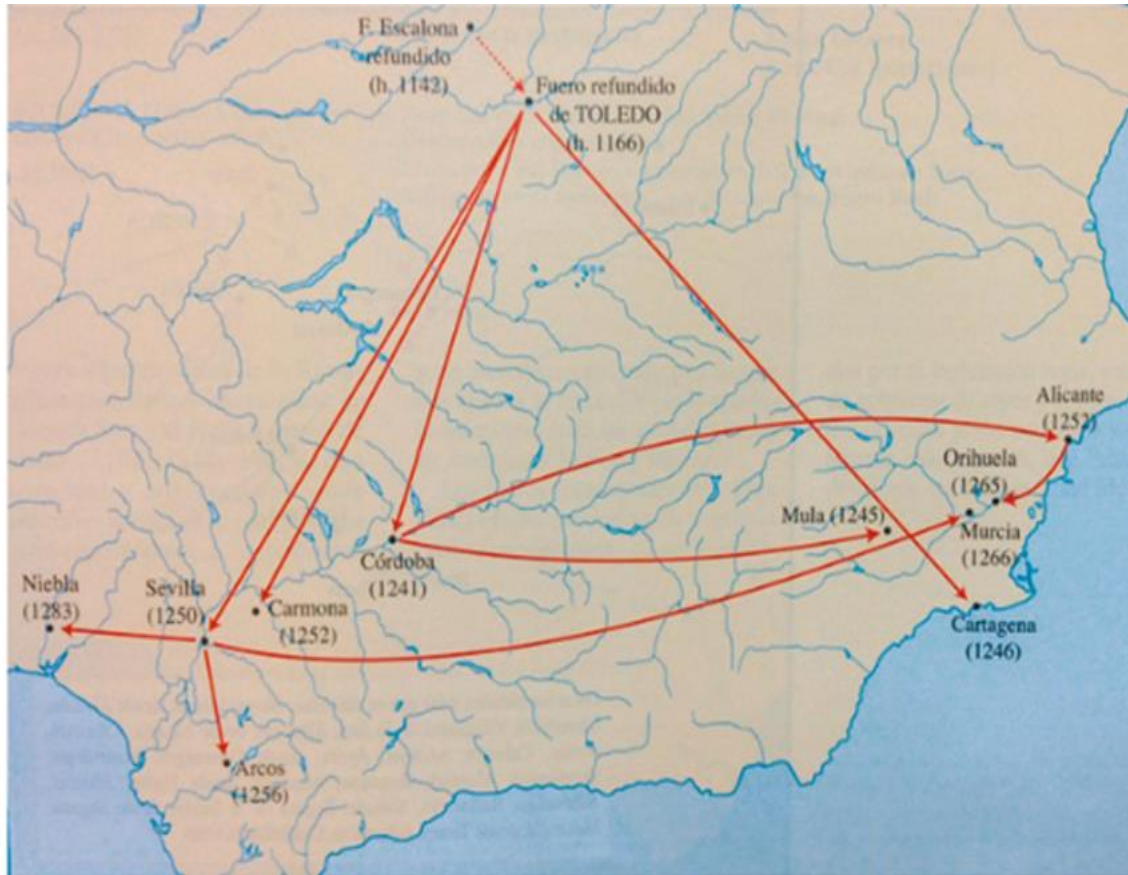 F. Escalona
refundido
(h. 1142)
Fuero refundido
de TOLEDO
(h. 1166)
Alicante
(1252)
Orihuela
(1265)
Mula (1245)
Murcia
(1266)
Córdoba
(1241)
Niebla
(1283)
Sevilla
(1250)
Carmona
(1252)
Cartagena
(1246)
Arcos
(1256)